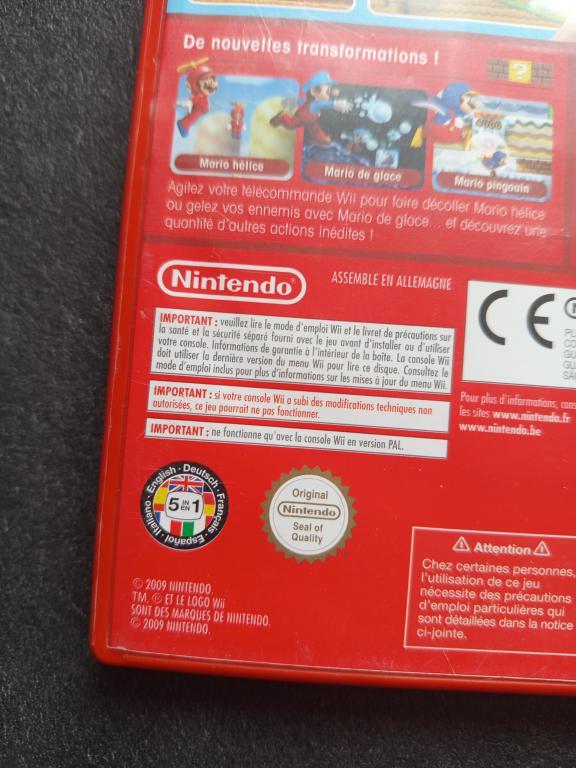 De nouvelles transformations !
?
Mario hélice
Mario de glace
Mario pingouin
Agitez votre télécommande Wii pour faire décoller Mario hélice
ou gelez vos ennemis avec Mario de glace... et découvrez une
quantité d'autres actions inédites !
Nintendo
ASSEMBLE EN ALLEMAGNE
CE
IMPORTANT : veuillez lire le mode d'emploi Wii et le livret de précautions sur
la santé et la sécurité séparé fourni avec le jeu avant d'installer ou d'utiliser
votre console. Informations de garantie à l'intérieur de la boîte. La console Wii
doit utiliser la dernière version du menu Wii pour lire ce disque. Consultez le
mode d'emploi inclus pour plus d'informations sur les mises à jour du menu Wii.
IMPORTANT : si votre console Wii a subi des modifications techniques non
autorisées, ce jeu pourrait ne pas fonctionner.
IMPORTANT : ne fonctionne qu'avec la console Wii en version PAL.
Pour plus d'informations,
les sites www.nintendo.fr
www.nintendo.be
English · Deutsch · Français · Español · Italiano
5 IN EN 1
Original
Nintendo
Seal of
Quality
Attention
Chez certaines personnes,
l'utilisation de ce jeu
nécessite des précautions
d'emploi particulières qui
sont détaillées dans la notice
ci-jointe.
© 2009 NINTENDO.
TM, ® ET LE LOGO Wii
SONT DES MARQUES DE NINTENDO.
© 2009 NINTENDO.